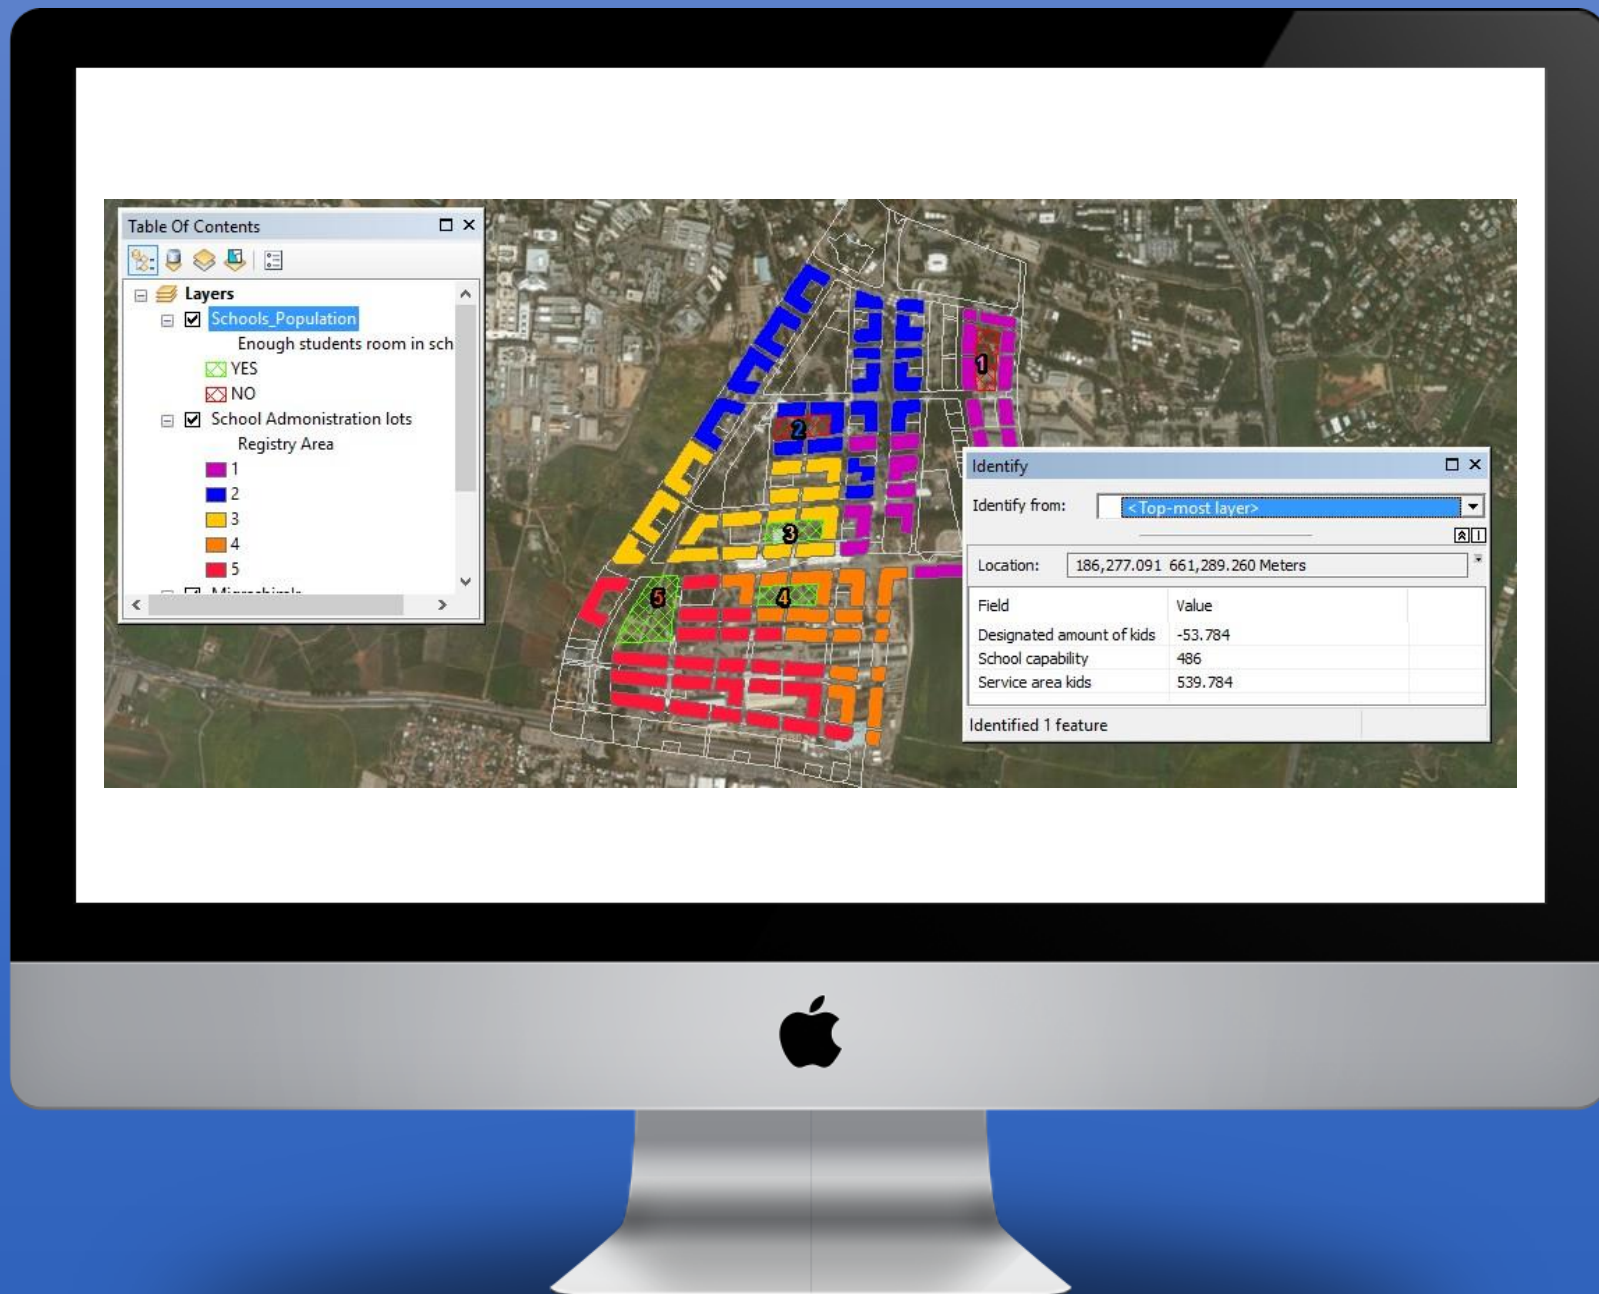 Table Of Contents
Layers
Schools_Population
Enough students room in sch
YES
NO
School Admonistration lots
Registry Area
1
2
3
4
5
1
2
3
4
5
Identify
Identify from:
<Top-most layer>
Location:
186,277.091 661,289.260 Meters
Field Value
Designated amount of kids -53.784
School capability 486
Service area kids 539.784
Identified 1 feature